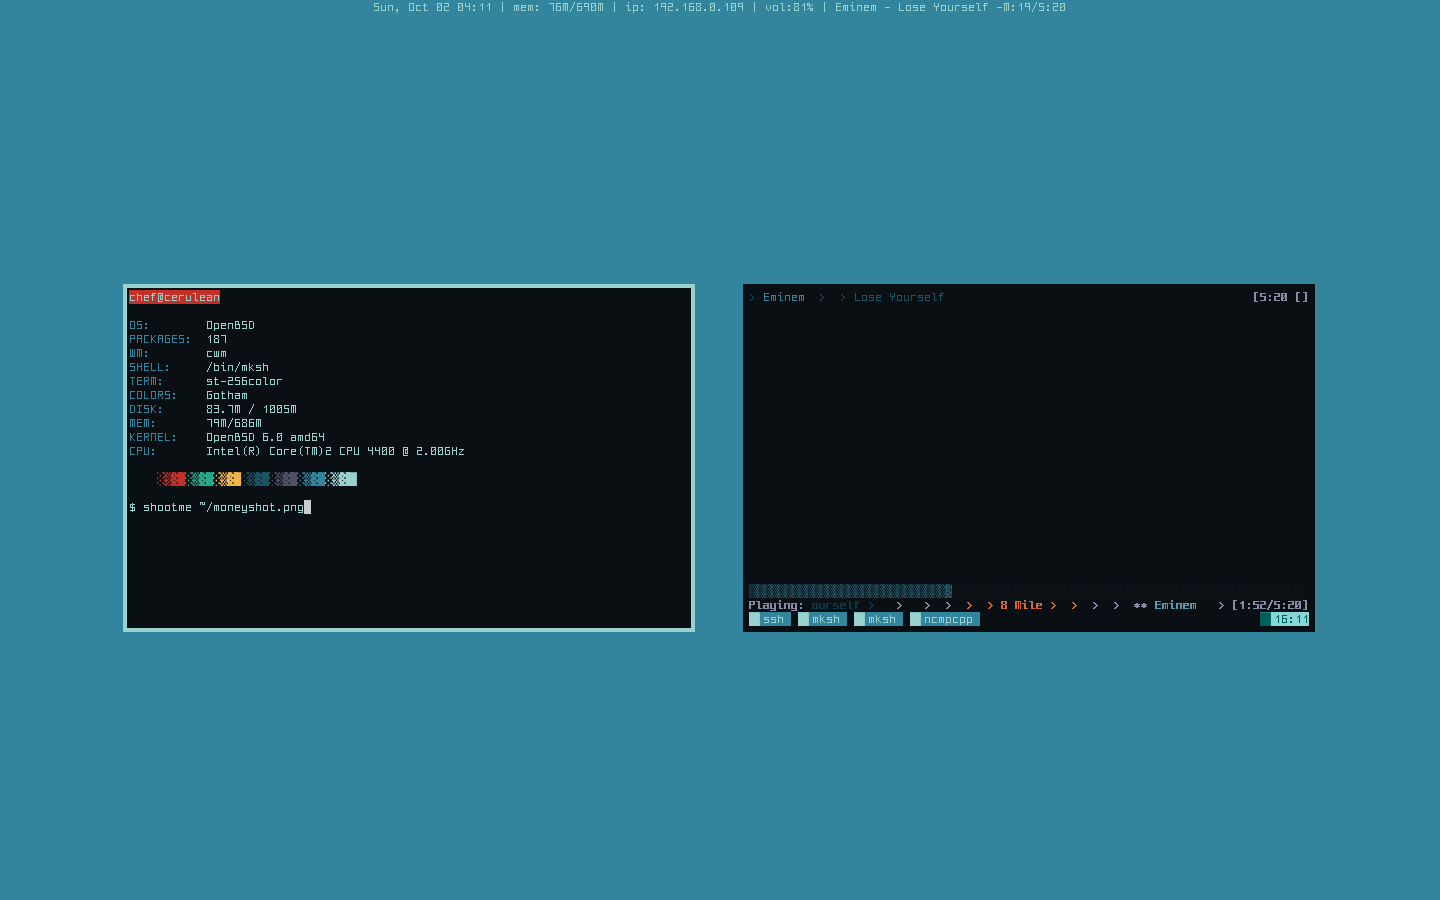 Sun, Oct 02 04:11 | mem: 76M/690M | ip: 192.168.0.109 | vol:81% | Eminem - Lose Yourself -M:19/5:20
chef@cerulean
OS: OpenBSD
PACKAGES: 187
WM: cwm
SHELL: /bin/mksh
TERM: st-256color
COLORS: Gotham
DISK: 83.7M / 1005M
MEM: 79M/686M
KERNEL: OpenBSD 6.0 amd64
CPU: Intel(R) Core(TM)2 CPU 4400 @ 2.00GHz
$ shootme ~/moneyshot.png
> Eminem > > Lose Yourself [5:20 []
Playing: ourself > > > > > > 8 Mile > > > > ** Eminem > [1:52/5:20]
ssh mksh mksh ncmpcpp 16:11